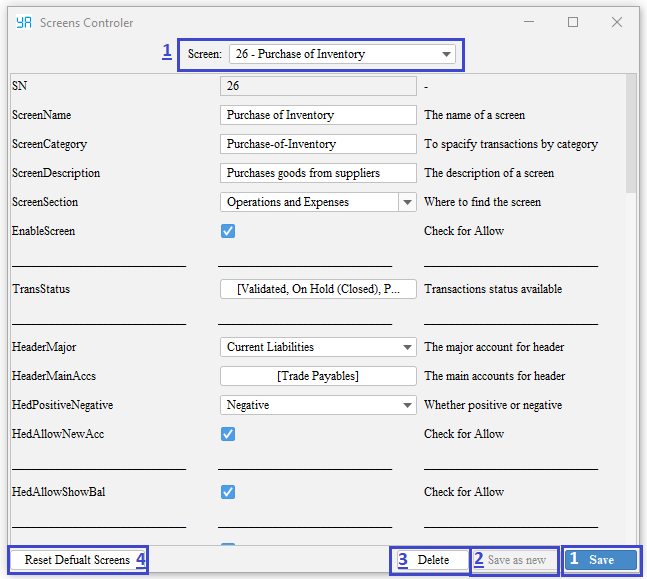 YA Screens Controler
1 Screen: 26 - Purchase of Inventory
SN 26 -
ScreenName Purchase of Inventory The name of a screen
ScreenCategory Purchase-of-Inventory To spacify transactions by category
ScreenDescription Purchases goods from suppliers The description of a screen
ScreenSection Operations and Expenses Where to find the screen
EnableScreen Check for Allow
TransStatus [Validated, On Hold (Closed), P... Transactions status available
HeaderMajor Current Liabilities The major account for header
HeaderMainAccs [Trade Payables] The main accounts for header
HedPositiveNegative Negative Whether positive or negative
HedAllowNewAcc Check for Allow
HedAllowShowBal Check for Allow
Reset Defualt Screens 4 3 Delete 2 Save as new 1 Save